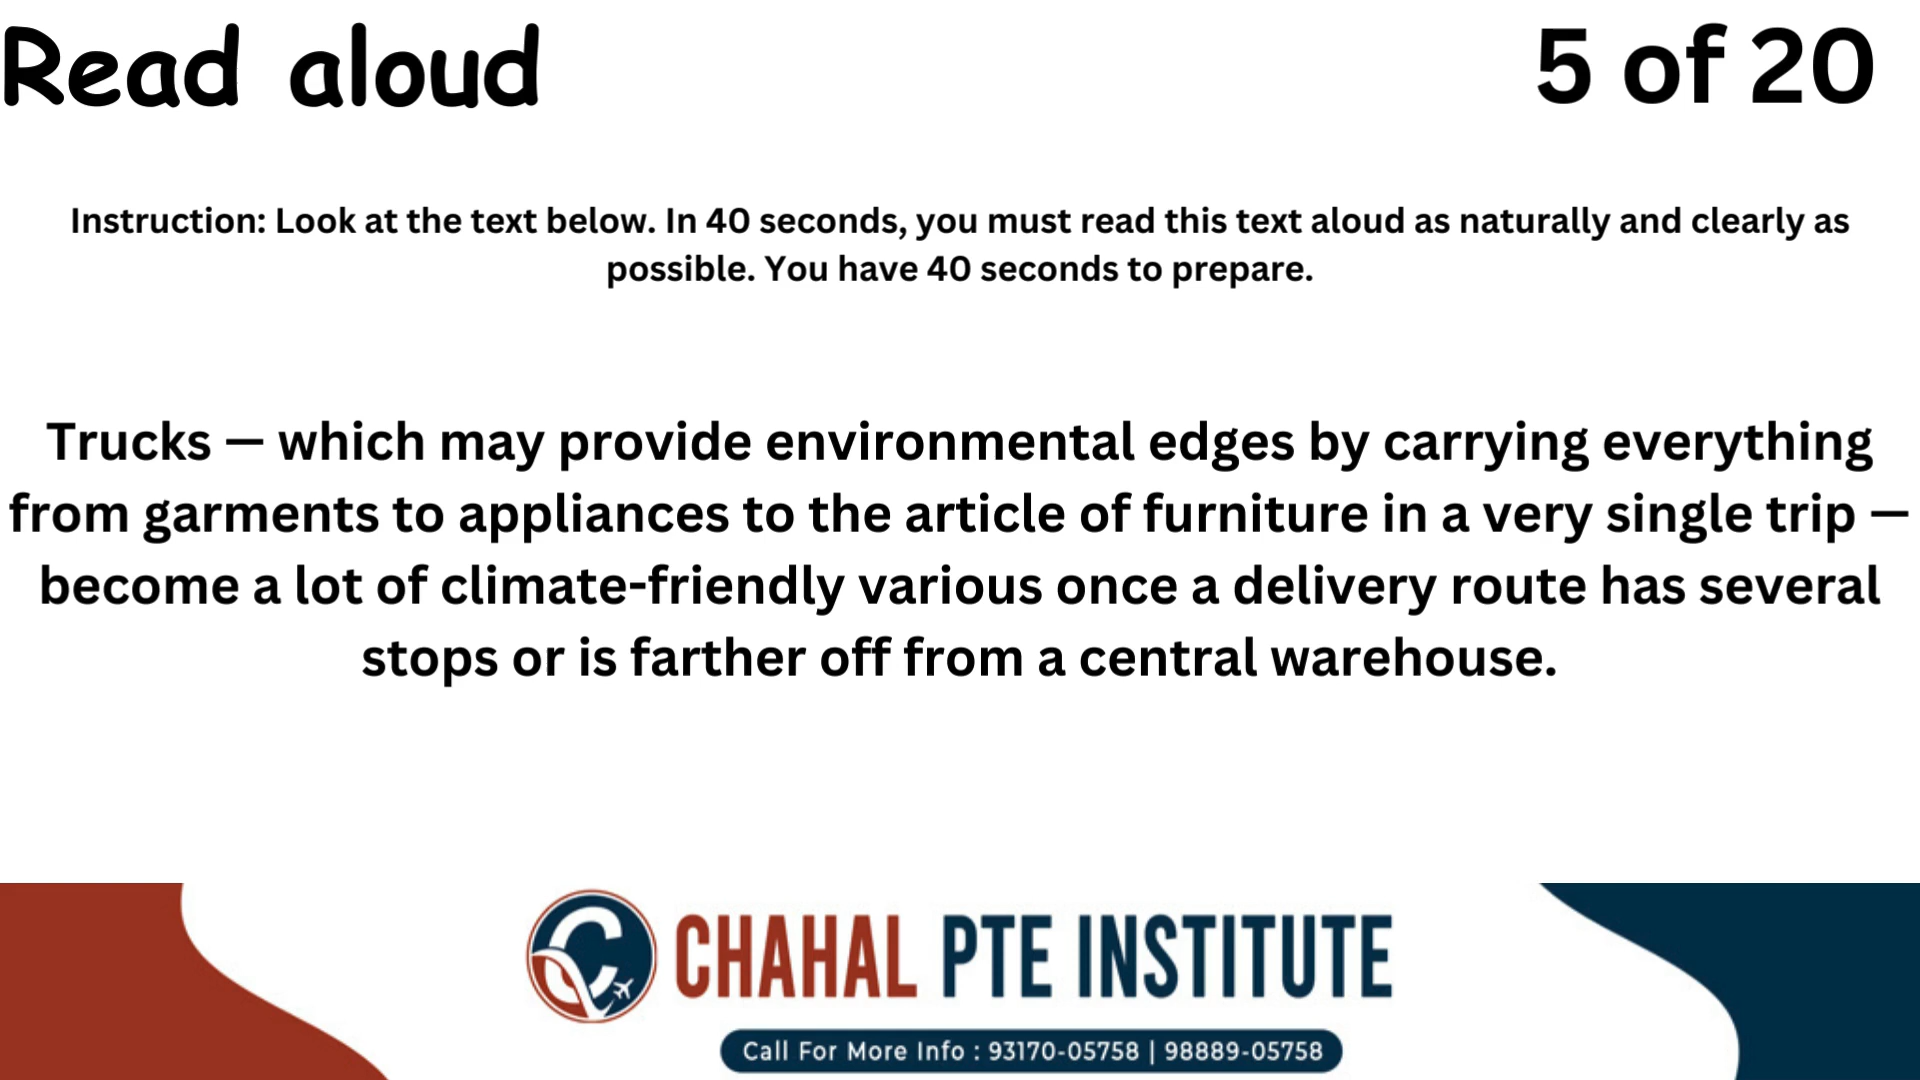 Read aloud
5 of 20
Instruction: Look at the text below. In 40 seconds, you must read this text aloud as naturally and clearly as
possible. You have 40 seconds to prepare.
Trucks — which may provide environmental edges by carrying everything
from garments to appliances to the article of furniture in a very single trip —
become a lot of climate-friendly various once a delivery route has several
stops or is farther off from a central warehouse.
CHAHAL PTE INSTITUTE
Call For More Info : 93170-05758 | 98889-05758